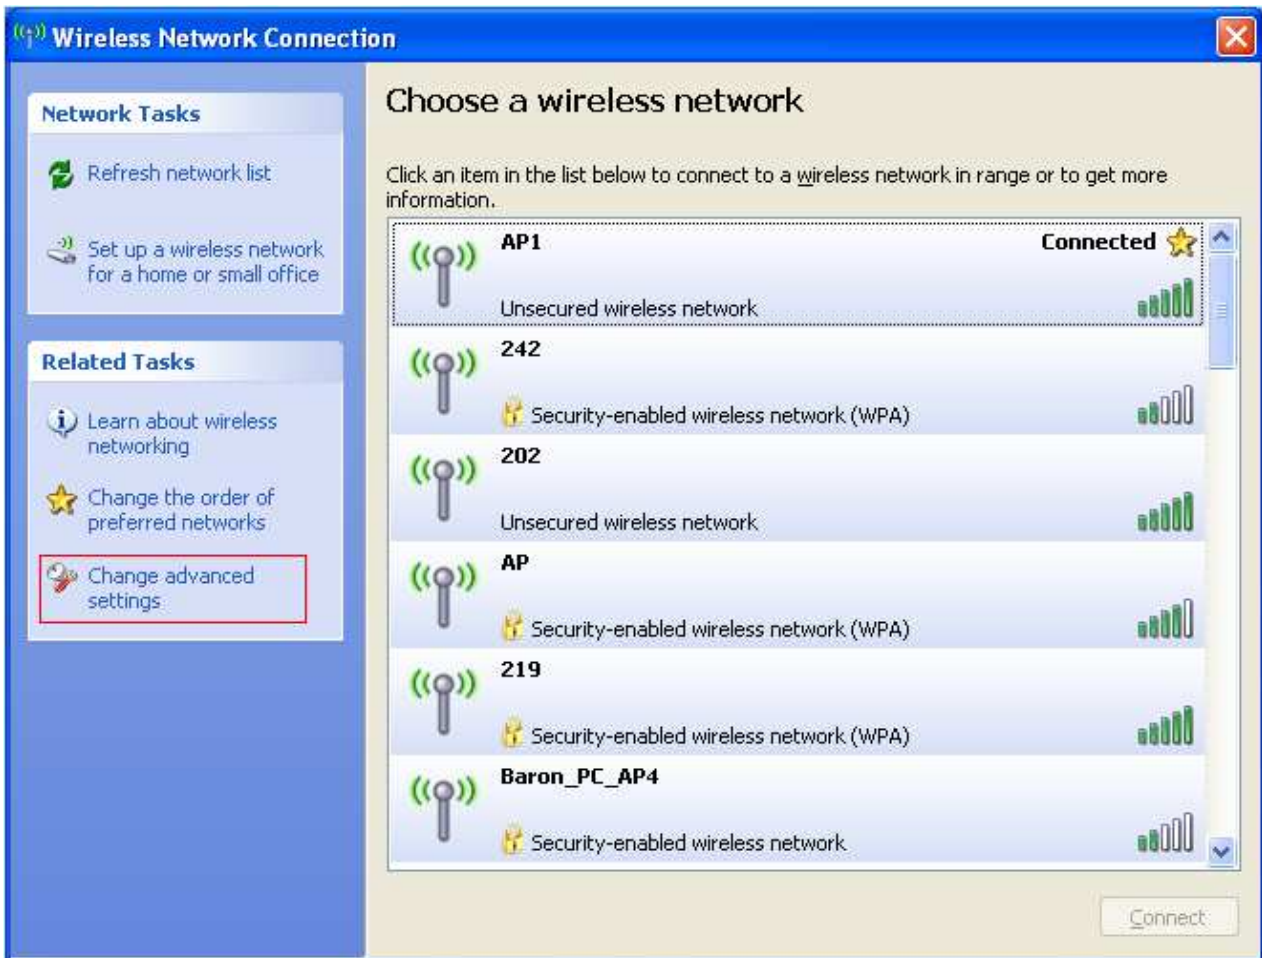 Wireless Network Connection
Network Tasks
Refresh network list
Set up a wireless network
for a home or small office
Related Tasks
Learn about wireless
networking
Change the order of
preferred networks
Change advanced
settings
Choose a wireless network
Click an item in the list below to connect to a wireless network in range or to get more
information.
AP1
Connected
Unsecured wireless network
242
Security-enabled wireless network (WPA)
202
Unsecured wireless network
AP
Security-enabled wireless network (WPA)
219
Security-enabled wireless network (WPA)
Baron_PC_AP4
Security-enabled wireless network
Connect